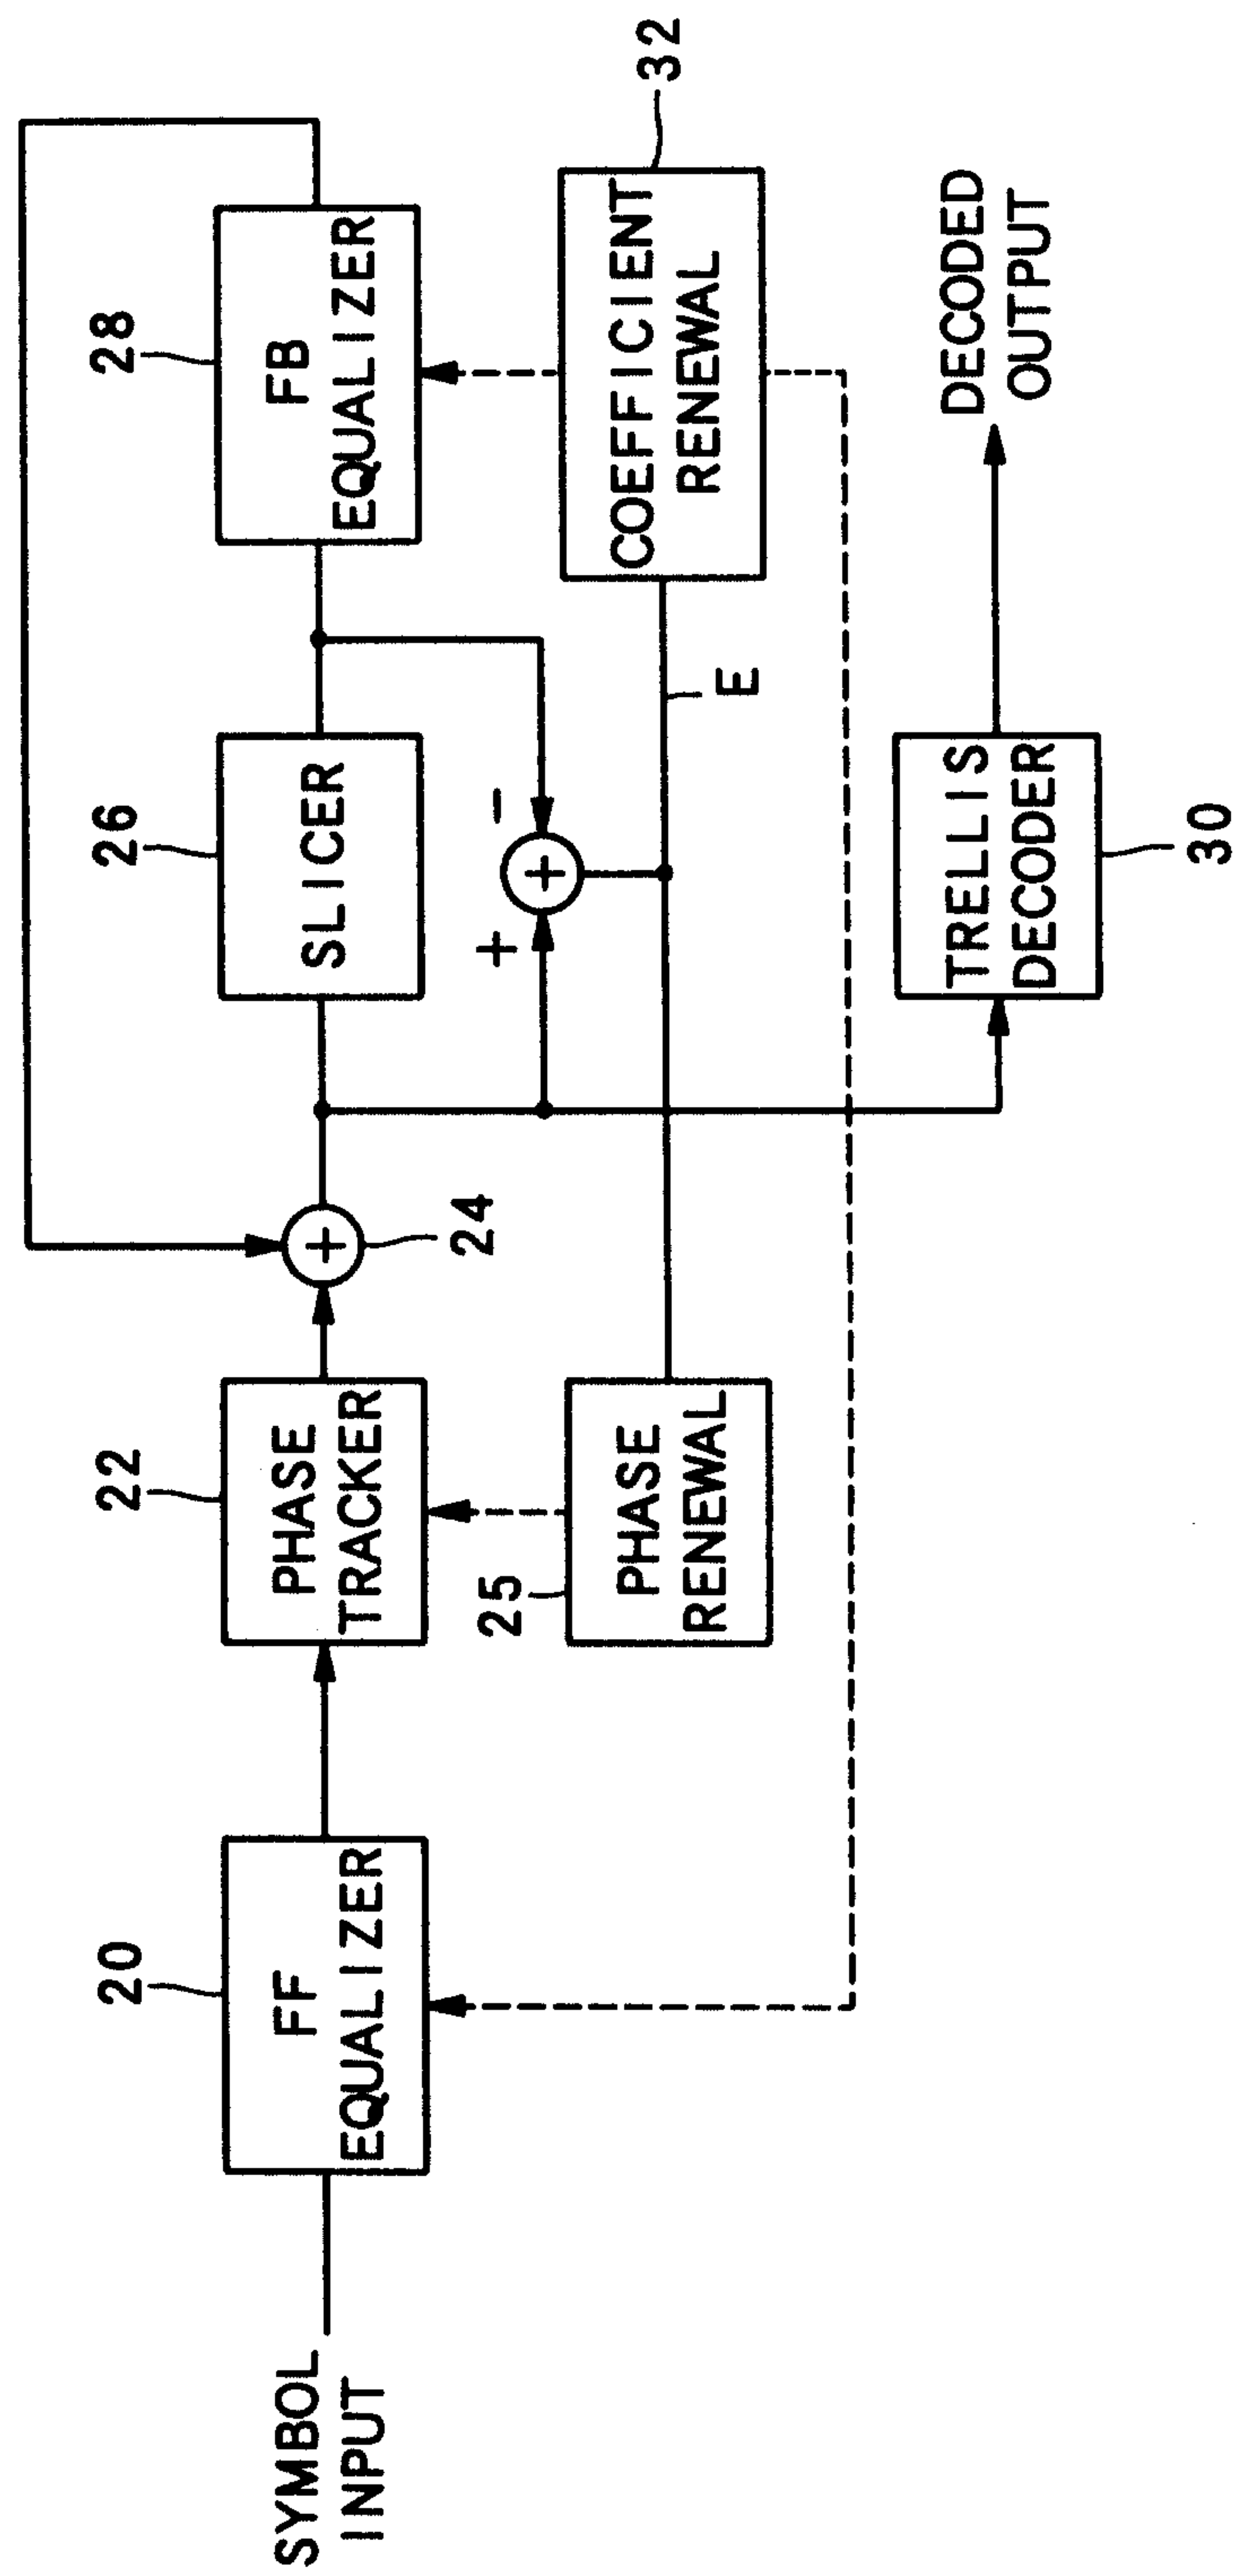 20
FF
EQUALIZER
22
PHASE
TRACKER
24
26
SLICER
28
FB
EQUALIZER
SYMBOL
INPUT
25
PHASE
RENEWAL
+
+
+
-
E
COEFFICIENT
RENEWAL
32
TRELLIS
DECODER
30
DECODED
OUTPUT